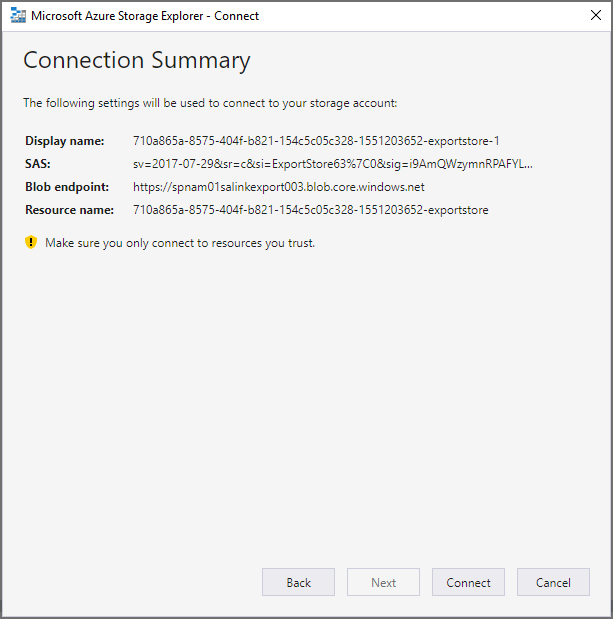 Microsoft Azure Storage Explorer - Connect
Connection Summary
The following settings will be used to connect to your storage account:
Display name: 710a865a-8575-404f-b821-154c5c05c328-1551203652-exportstore-1
SAS: sv=2017-07-29&sr=c&si=ExportStore63%7C0&sig=i9AmQWzymnRPAFYL...
Blob endpoint: https://spnam01salinkexport003.blob.core.windows.net
Resource name: 710a865a-8575-404f-b821-154c5c05c328-1551203652-exportstore
Make sure you only connect to resources you trust.
Back Next Connect Cancel